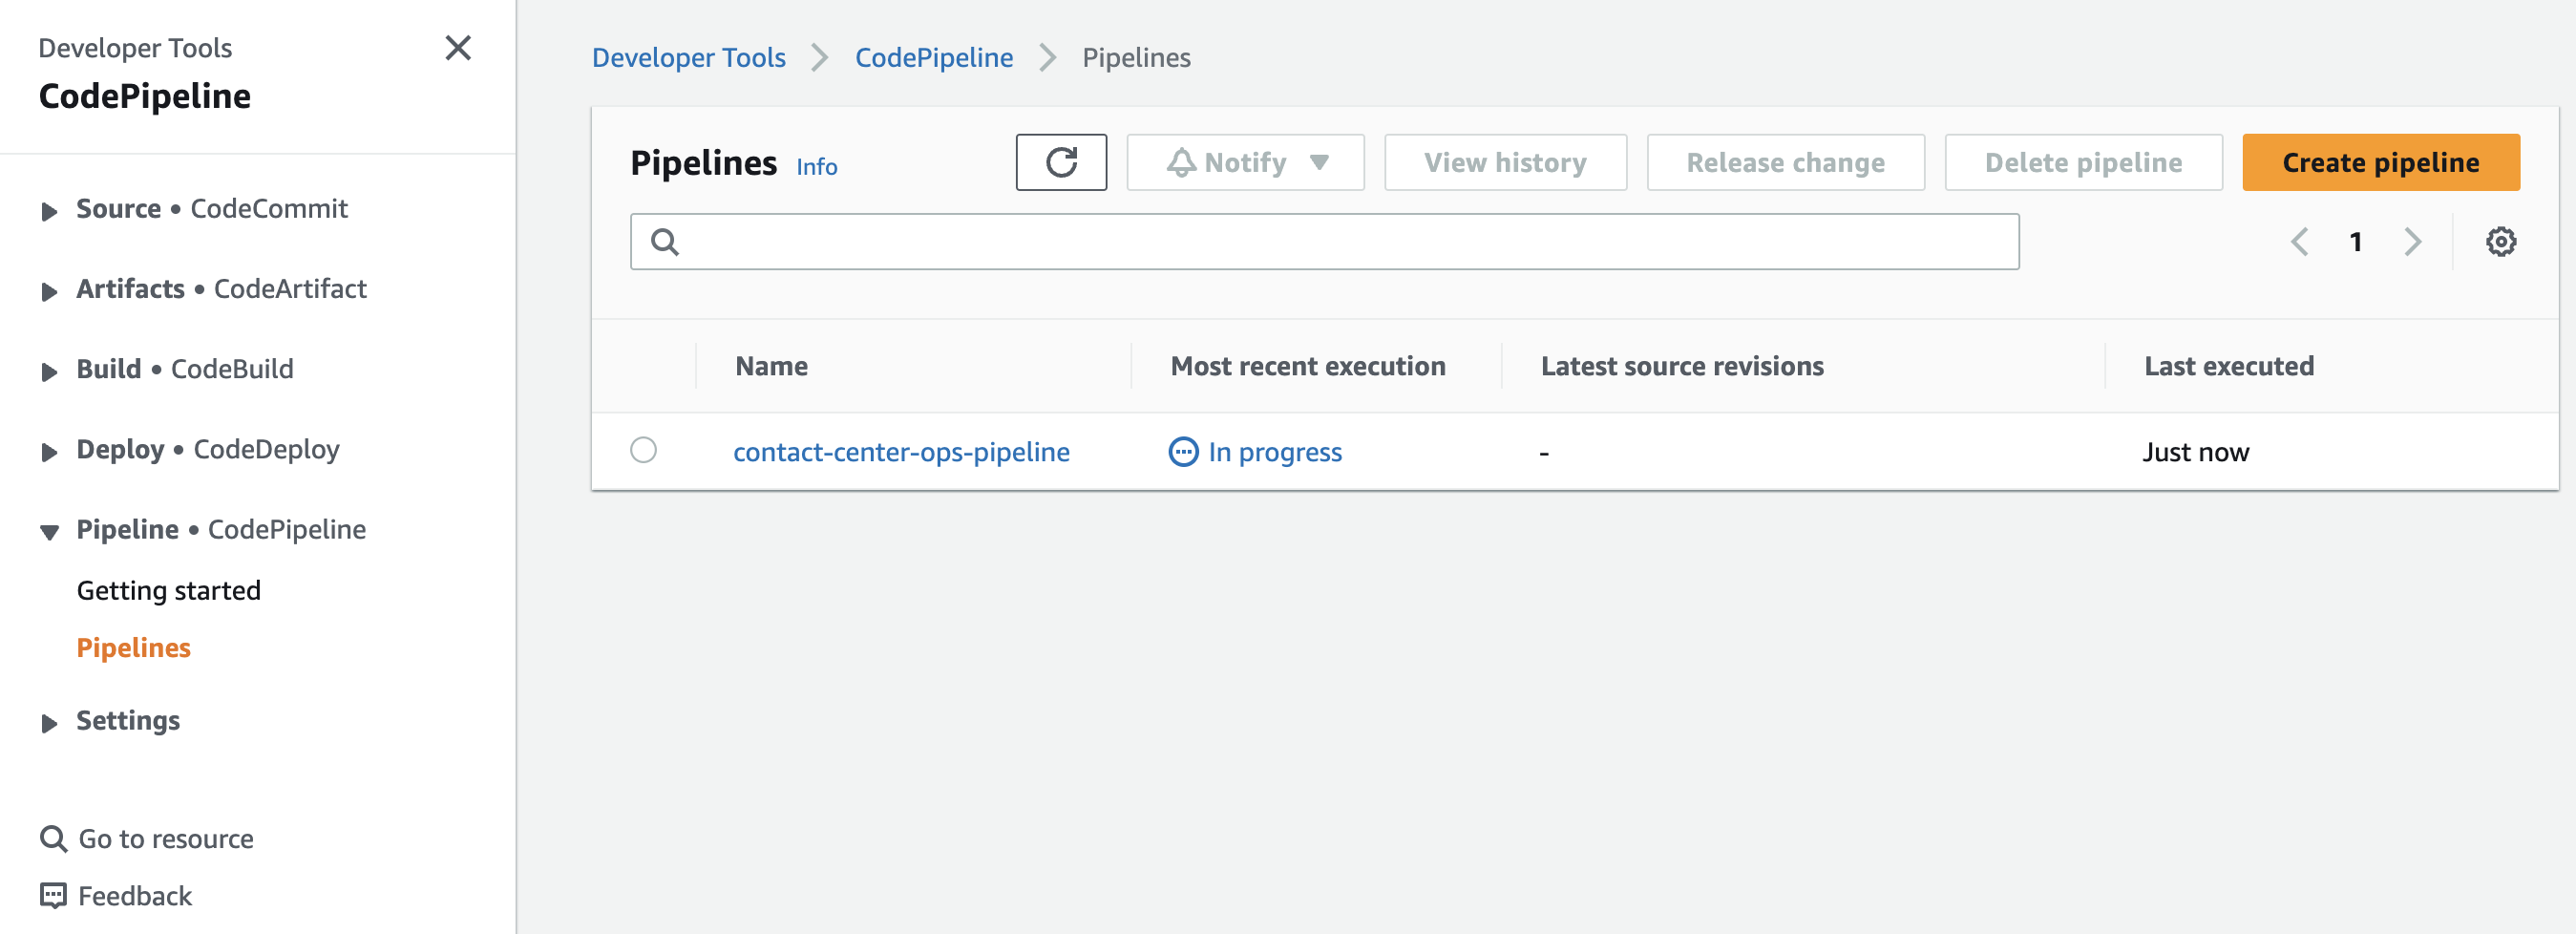 Developer Tools
CodePipeline
Source • CodeCommit
Artifacts • CodeArtifact
Build • CodeBuild
Deploy • CodeDeploy
Pipeline • CodePipeline
Getting started
Pipelines
Settings
Go to resource
Feedback
Developer Tools > CodePipeline > Pipelines
Pipelines Info Notify View history Release change Delete pipeline Create pipeline
1
Name Most recent execution Latest source revisions Last executed
contact-center-ops-pipeline In progress - Just now